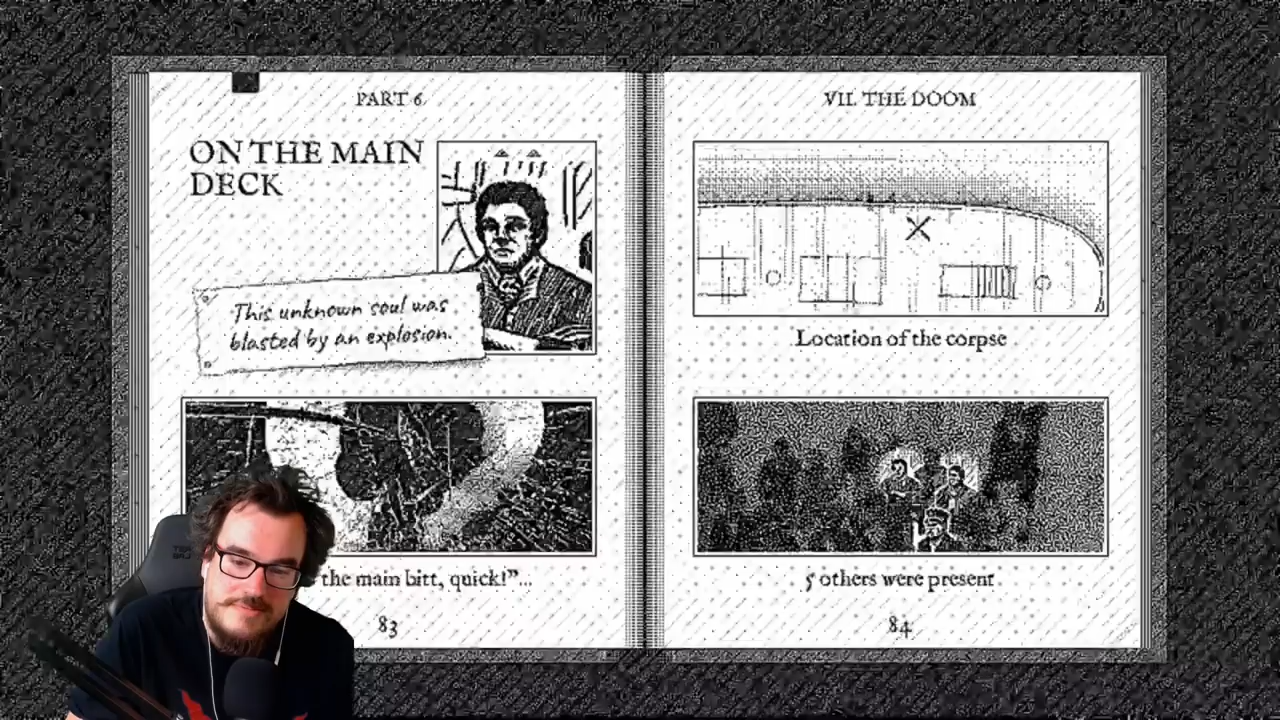 PART 6
ON THE MAIN
DECK
This unknown soul was
blasted by an explosion.
the main bitt, quick!”...
83
VII. THE DOOM
Location of the corpse
5 others were present
84